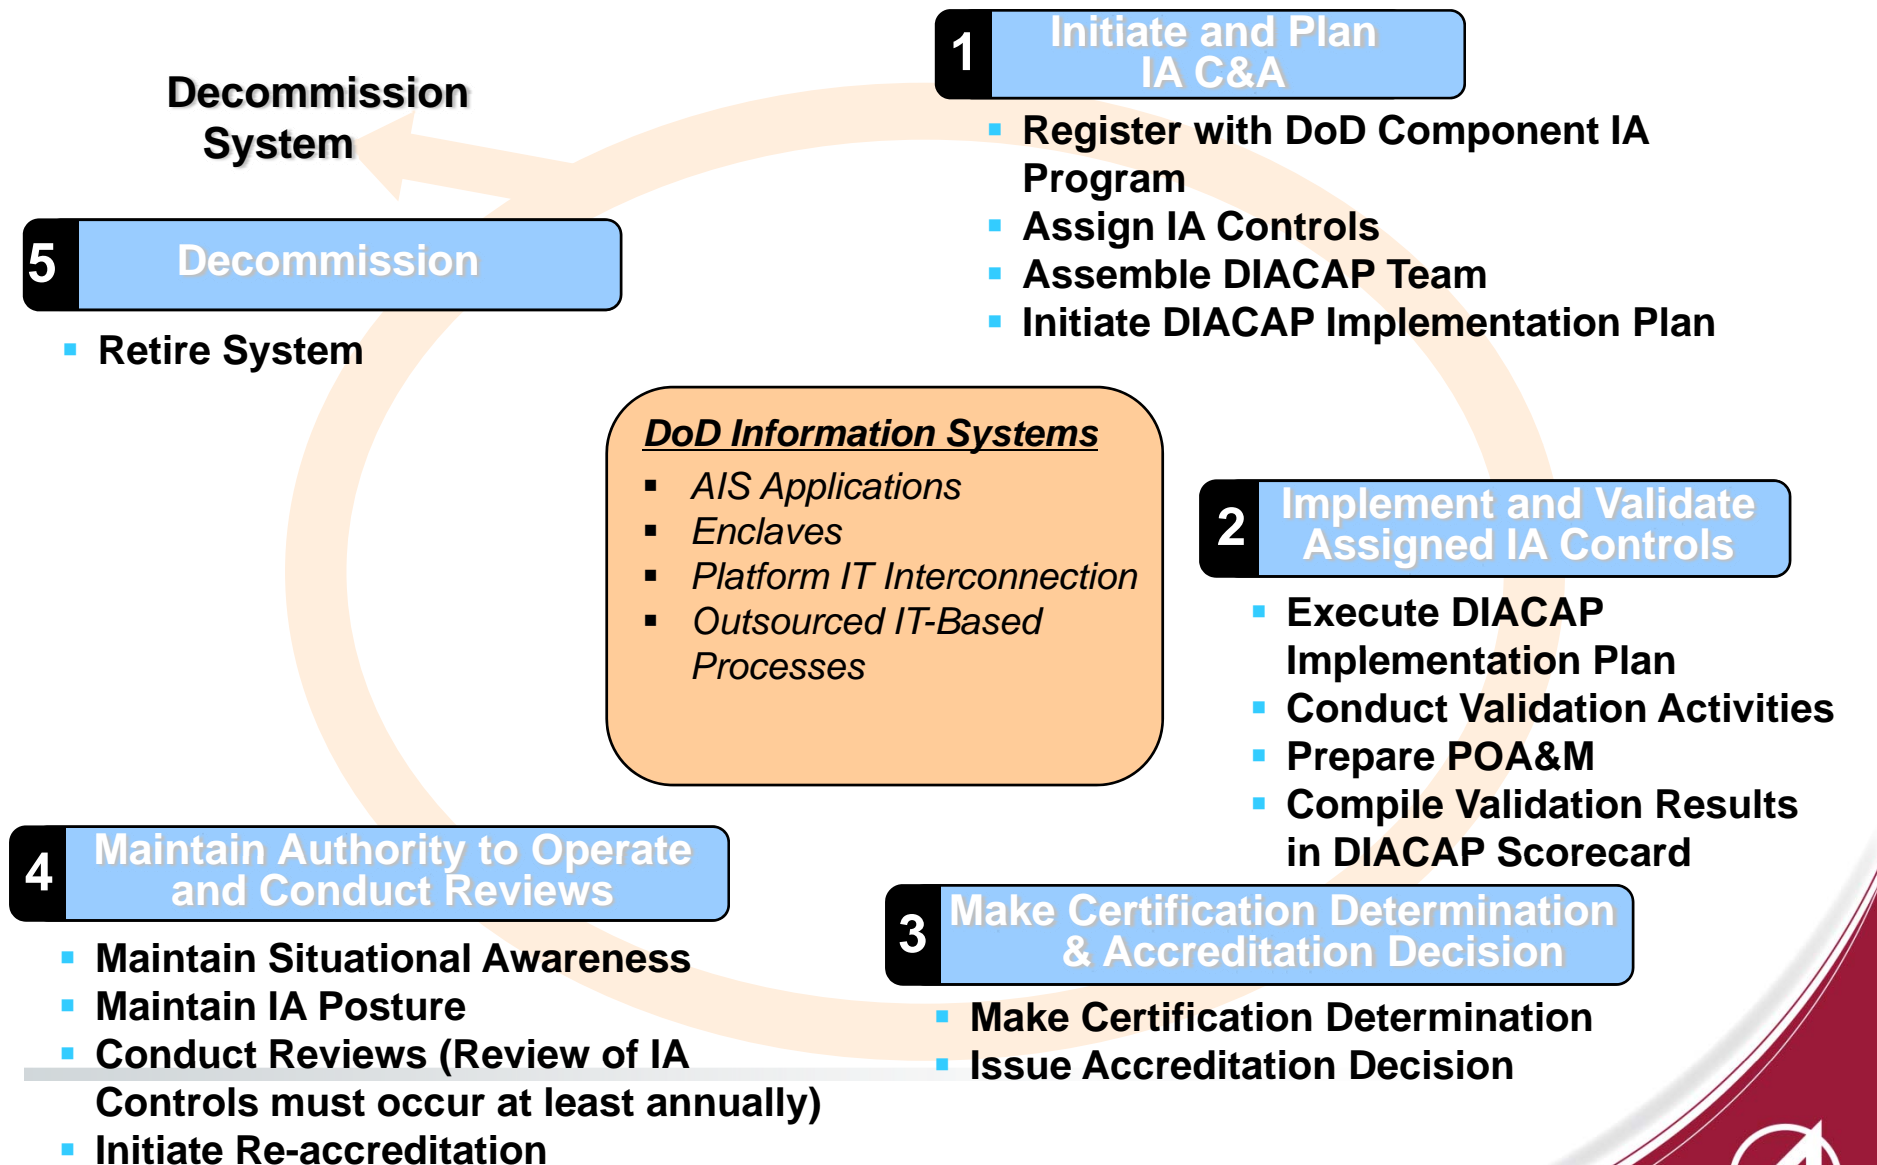 Decommission
System
1
Initiate and Plan
IA C&A
▪ Register with DoD Component IA
Program
▪ Assign IA Controls
▪ Assemble DIACAP Team
▪ Initiate DIACAP Implementation Plan
5
Decommission
▪ Retire System
DoD Information Systems
▪ AIS Applications
▪ Enclaves
▪ Platform IT Interconnection
▪ Outsourced IT-Based
Processes
2
Implement and Validate
Assigned IA Controls
▪ Execute DIACAP
Implementation Plan
▪ Conduct Validation Activities
▪ Prepare POA&M
▪ Compile Validation Results
in DIACAP Scorecard
4
Maintain Authority to Operate
and Conduct Reviews
▪ Maintain Situational Awareness
▪ Maintain IA Posture
▪ Conduct Reviews (Review of IA
Controls must occur at least annually)
▪ Initiate Re-accreditation
3
Make Certification Determination
& Accreditation Decision
▪ Make Certification Determination
▪ Issue Accreditation Decision